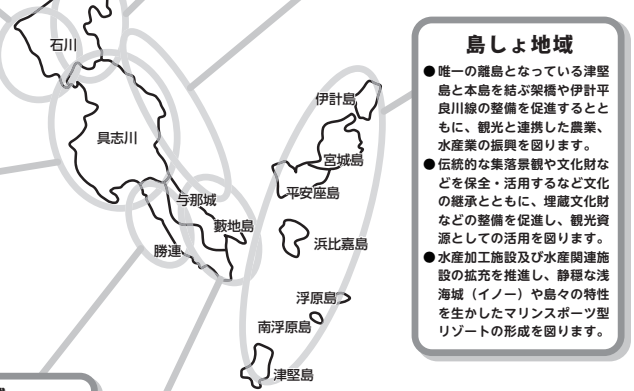 石川
具志川
与那城
藪地島
勝連
伊計島
宮城島
平安座島
浜比嘉島
浮原島
南浮原島
津堅島
島しょ地域
●唯一の離島となっている津堅
島と本島を結ぶ架橋や伊計平
良川線の整備を促進するとと
もに、観光と連携した農業、
水産業の振興を図ります。
●伝統的な集落景観や文化財な
どを保全・活用するなど文化
の継承とともに、埋蔵文化財
などの整備を促進し、観光資
源としての活用を図ります。
●水産加工施設及び水産関連施
設の拡充を推進し、静穏な浅
海域（イノー）や島々の特性
を生かしたマリンスポーツ型
リゾートの形成を図ります。